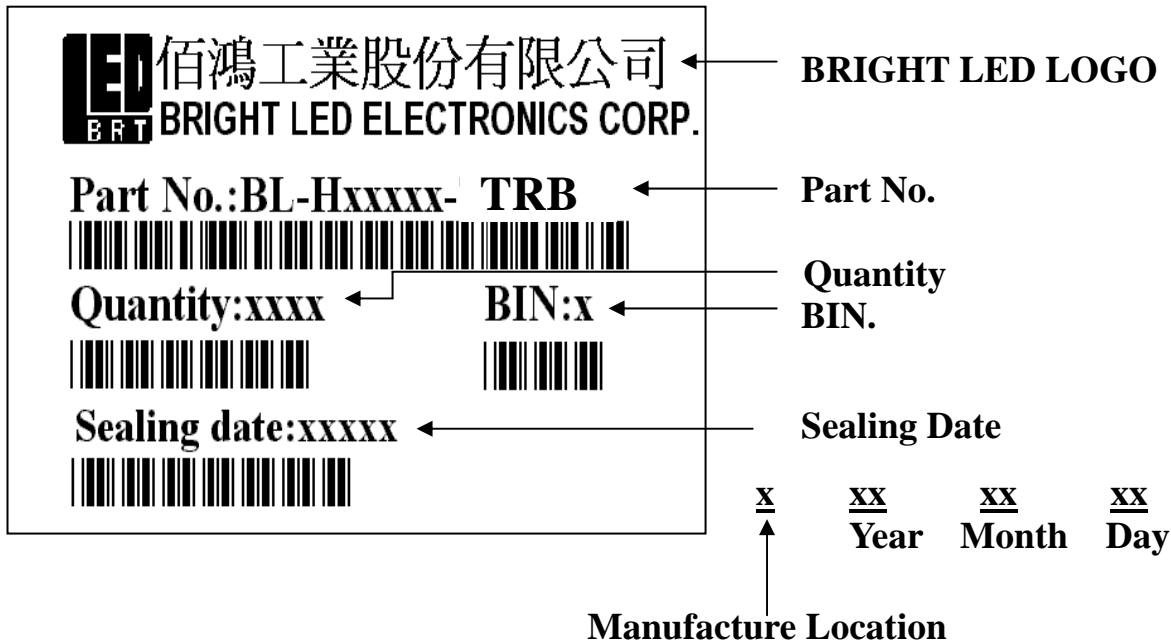 LED 佰鴻工業股份有限公司
BRT BRIGHT LED ELECTRONICS CORP.
BRIGHT LED LOGO
Part No.:BL-Hxxxxx- TRB
Part No.
Quantity:xxxx
BIN:x
Quantity
BIN.
Sealing date:xxxxx
Sealing Date
x xx xx xx
Year Month Day
Manufacture Location